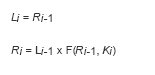 Li = Ri-1
Ri = Li-1 x F(Ri-1, Ki)